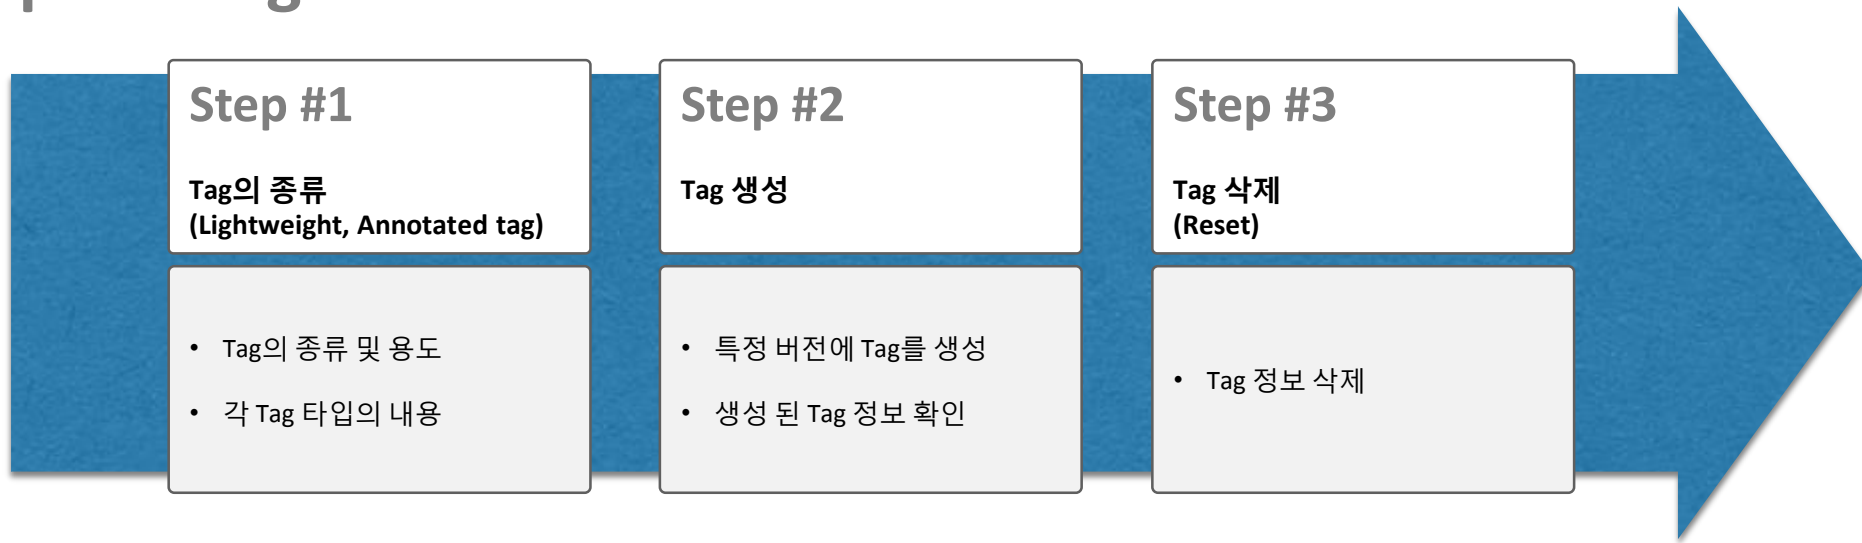 Step #1
Tag의 종류
(Lightweight, Annotated tag)
• Tag의 종류 및 용도
• 각 Tag 타입의 내용
Step #2
Tag 생성
• 특정 버전에 Tag를 생성
• 생성 된 Tag 정보 확인
Step #3
Tag 삭제
(Reset)
• Tag 정보 삭제